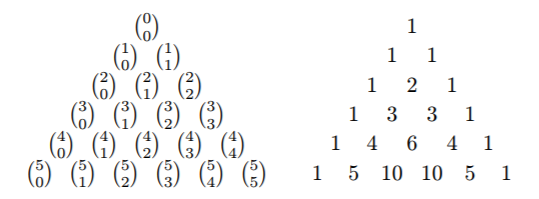 (0 0) 1
(1 0) (1 1) 1 1
(2 0) (2 1) (2 2) 1 2 1
(3 0) (3 1) (3 2) (3 3) 1 3 3 1
(4 0) (4 1) (4 2) (4 3) (4 4) 1 4 6 4 1
(5 0) (5 1) (5 2) (5 3) (5 4) (5 5) 1 5 10 10 5 1